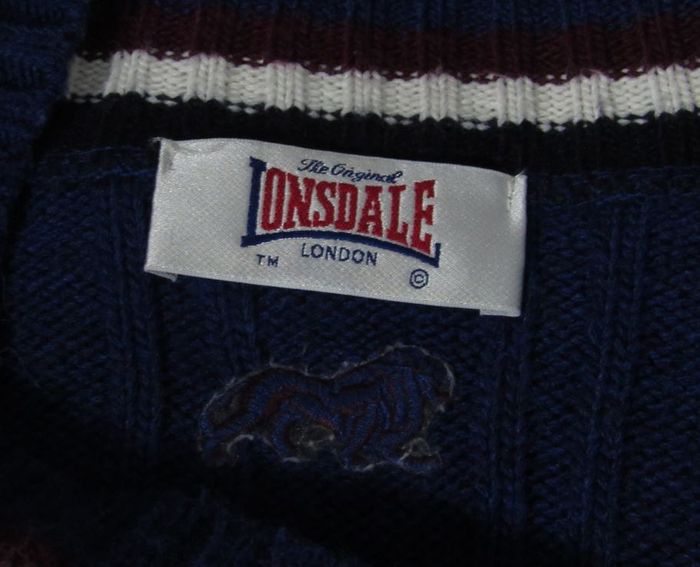 The Original
LONSDALE
LONDON
TM ©